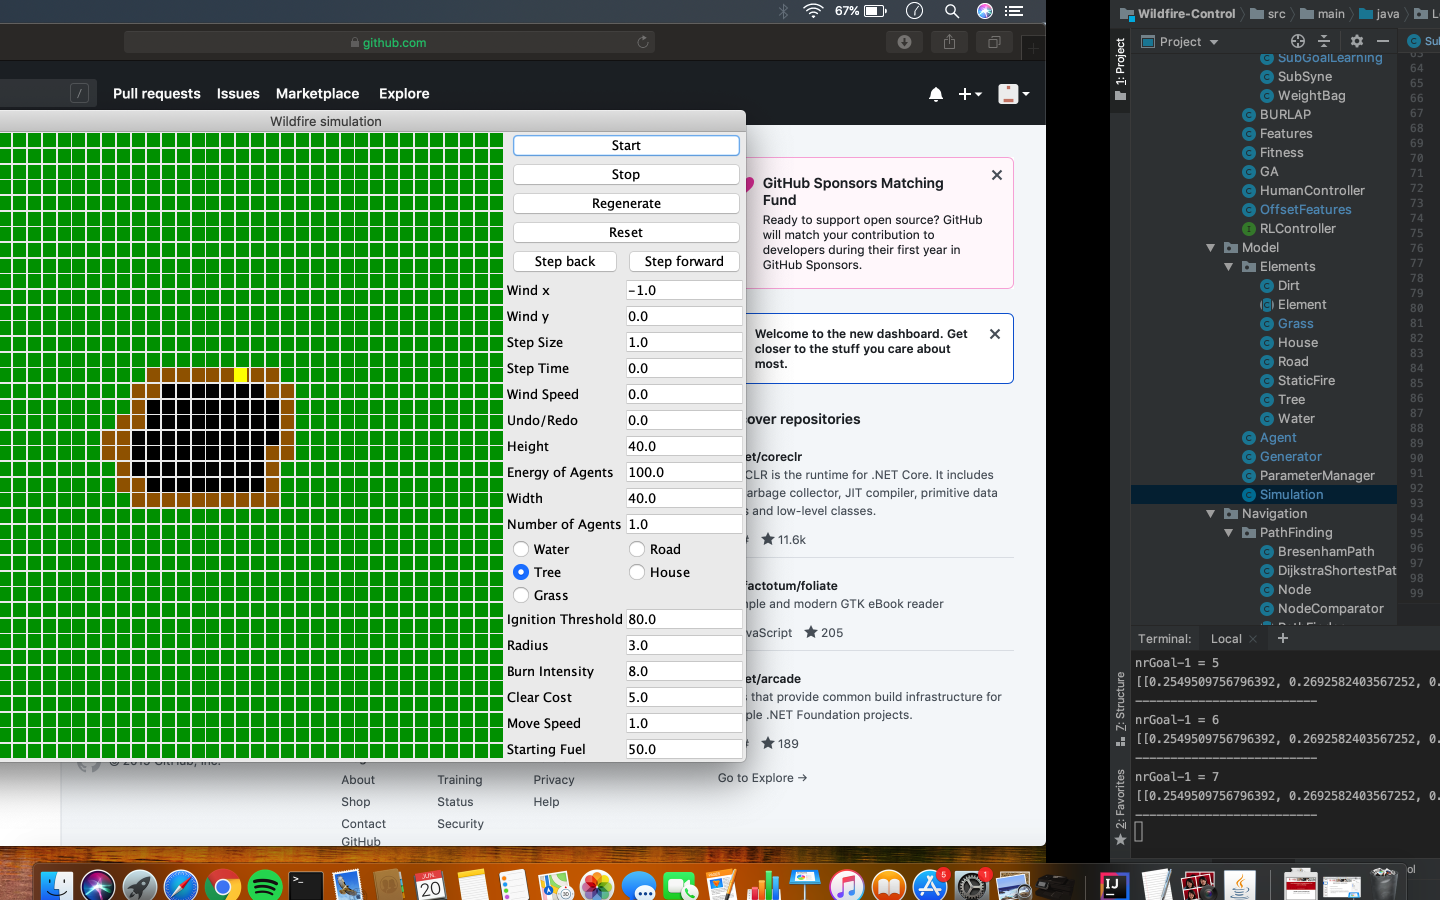 67%
github.com
/
Pull requests Issues Marketplace Explore
Wildfire simulation
Start
Stop
Regenerate
Reset
Step back Step forward
Wind x -1.0
Wind y 0.0
Step Size 1.0
Step Time 0.0
Wind Speed 0.0
Undo/Redo 0.0
Height 40.0
Energy of Agents 100.0
Width 40.0
Number of Agents 1.0
Water Road
Tree House
Grass
Ignition Threshold 80.0
Radius 3.0
Burn Intensity 8.0
Clear Cost 5.0
Move Speed 1.0
Starting Fuel 50.0
GitHub Sponsors Matching
Fund
Ready to support open source? GitHub
will match your contribution to
developers during their first year in
GitHub Sponsors.
Welcome to the new dashboard. Get
closer to the stuff you care about
most.
over repositories
et/coreclr
CLR is the runtime for .NET Core. It includes
arbage collector, JIT compiler, primitive data
s and low-level classes.
11.6k
factotum/foliate
ple and modern GTK eBook reader
vaScript 205
et/arcade
s that provide common build infrastructure for
ple .NET Foundation projects.
189
Go to Explore →
About Training Privacy
Shop Status Help
Contact Security
GitHub
Wildfire-Control src main java
1: Project
Project
SubGoalLearning
SubSyne
WeightBag
BURLAP
Features
Fitness
GA
HumanController
OffsetFeatures
RLController
Model
Elements
Dirt
Element
Grass
House
Road
StaticFire
Tree
Water
Agent
Generator
ParameterManager
Simulation
Navigation
PathFinding
BresenhamPath
DijkstraShortestPat
Node
NodeComparator
64
65
66
67
68
69
70
71
72
73
74
75
76
77
78
79
80
81
82
83
84
85
86
87
88
89
90
91
92
93
94
95
96
97
98
99
Terminal: Local +
nrGoal-1 = 5
[[0.2549509756796392, 0.2692582403567252, 0.
--------------------------
nrGoal-1 = 6
[[0.2549509756796392, 0.2692582403567252, 0.
--------------------------
nrGoal-1 = 7
[[0.2549509756796392, 0.2692582403567252, 0.
--------------------------
7: Structure
2: Favorites
JUN
20
3D
5
1
IJ